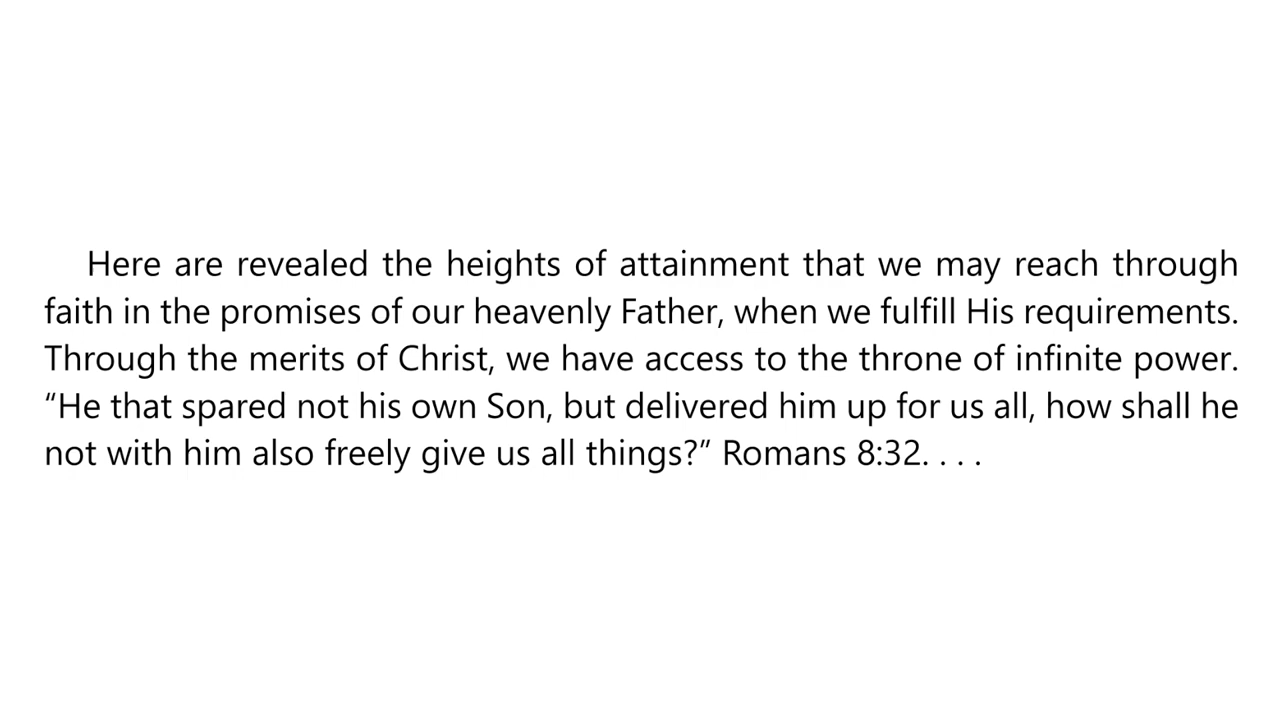 Here are revealed the heights of attainment that we may reach through
faith in the promises of our heavenly Father, when we fulfill His requirements.
Through the merits of Christ, we have access to the throne of infinite power.
“He that spared not his own Son, but delivered him up for us all, how shall he
not with him also freely give us all things?” Romans 8:32. . . .